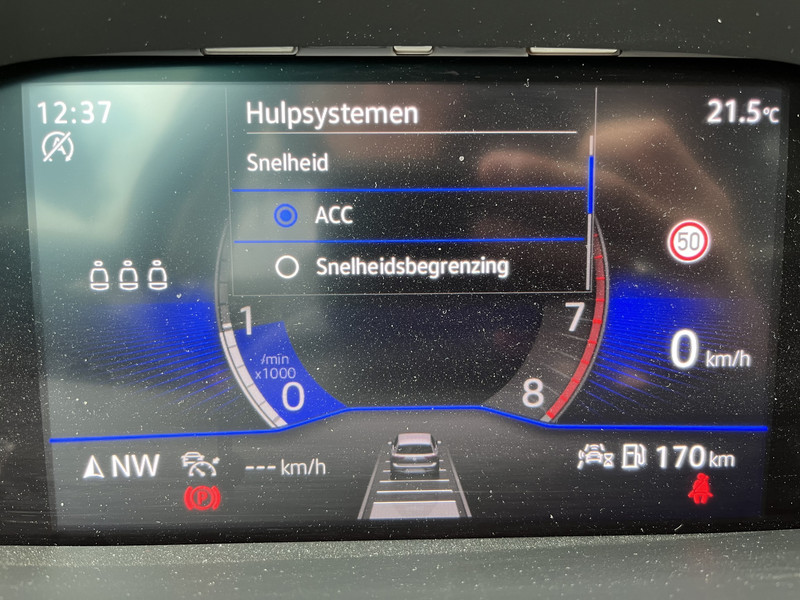 12:37
Hulpsystemen
21.5°C
Snelheid
ACC
50
Snelheidsbegrenzing
1
7
/min
x1000
0
8
0 km/h
NW
--- km/h
170 km
P